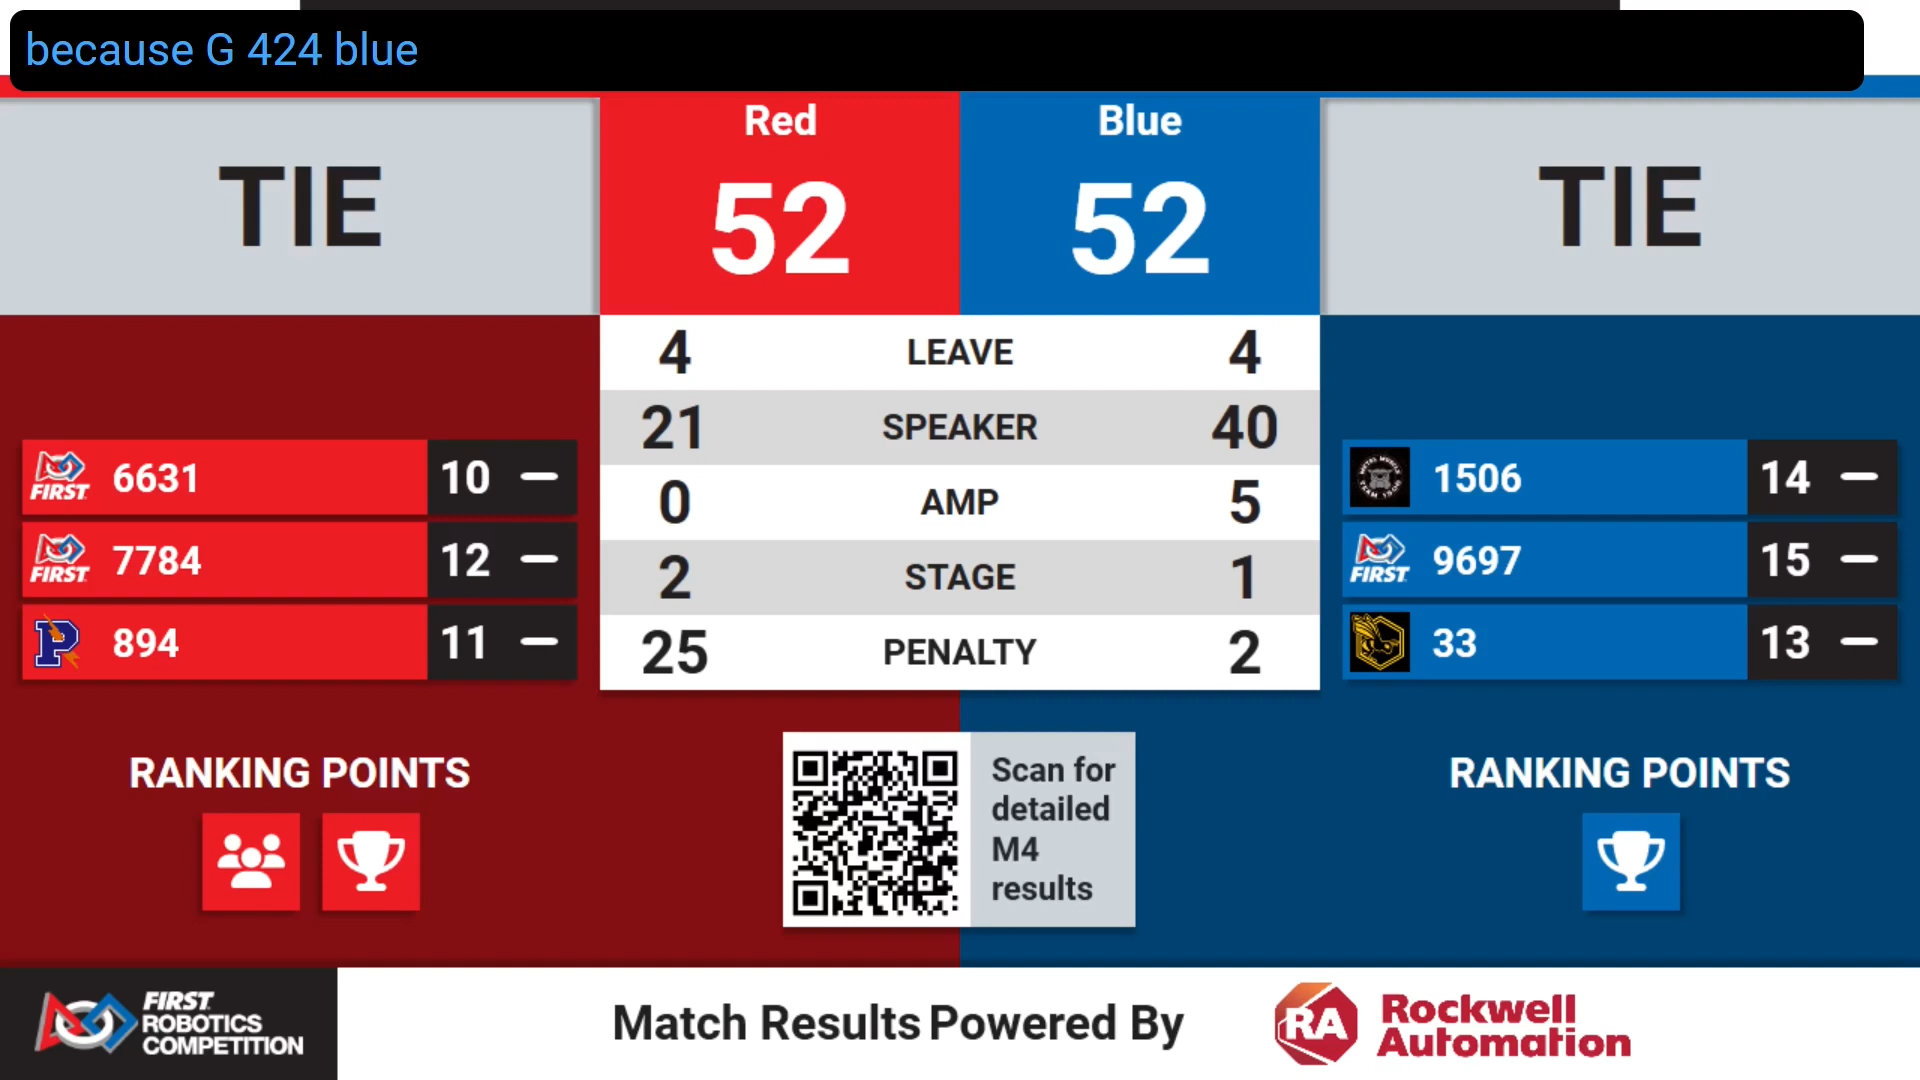 because G 424 blue
Red
Blue
TIE
52
52
TIE
4 LEAVE 4
21 SPEAKER 40
0 AMP 5
2 STAGE 1
25 PENALTY 2
FIRST 6631 10 —
FIRST 7784 12 —
P 894 11 —
1506 14 —
FIRST 9697 15 —
33 13 —
RANKING POINTS
Scan for
detailed
M4
results
RANKING POINTS
FIRST
ROBOTICS
COMPETITION
Match Results Powered By
RA Rockwell
Automation